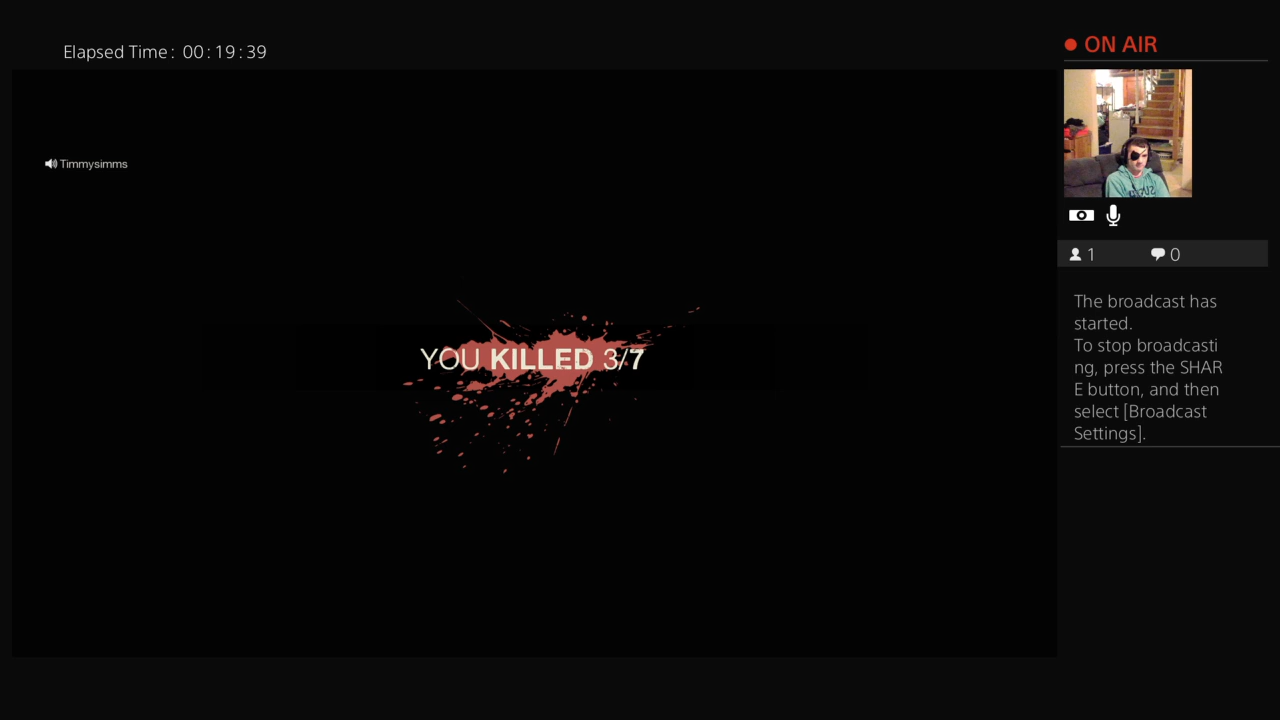 Elapsed Time: 00:19:39
ON AIR
Timmysimms
1
0
YOU KILLED 3/7
The broadcast has
started.
To stop broadcasti
ng, press the SHAR
E button, and then
select [Broadcast
Settings].